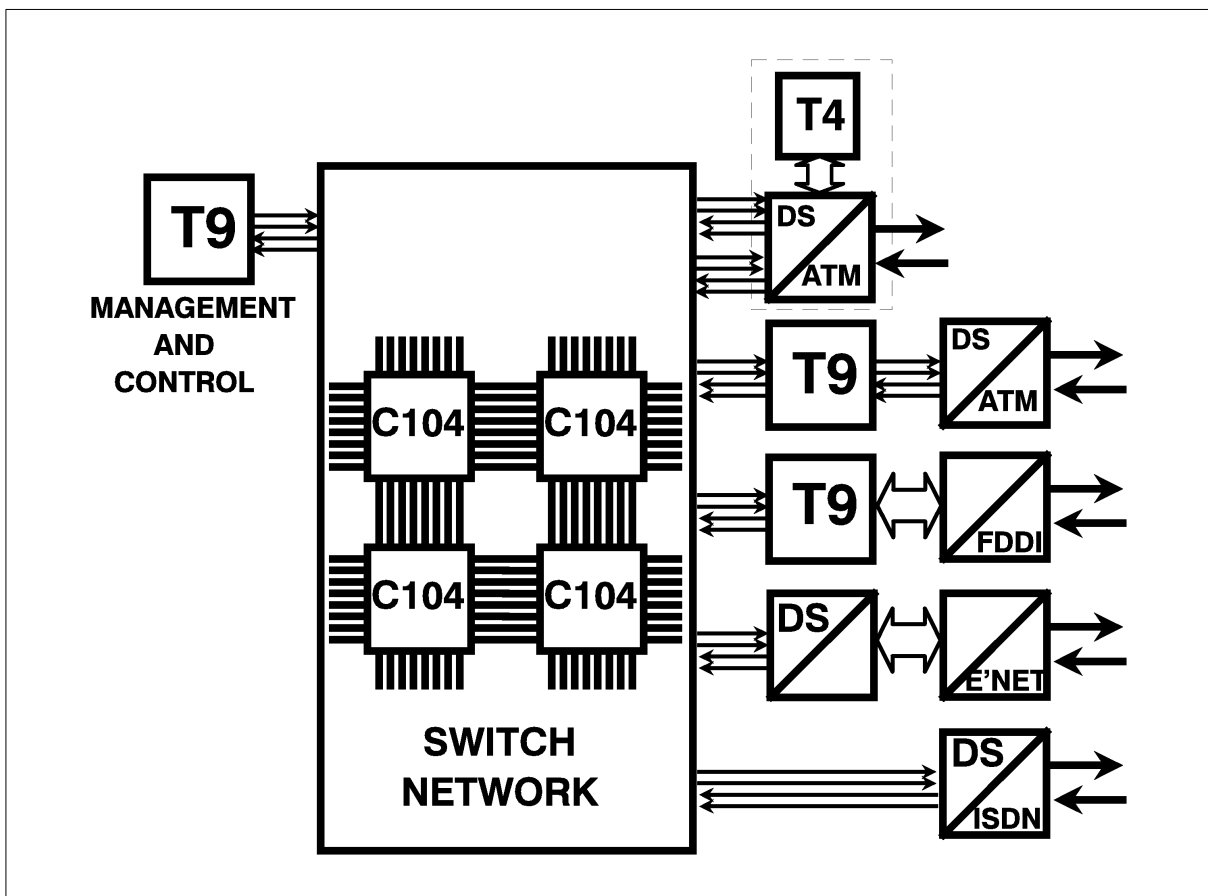 T4
T9
DS
ATM
MANAGEMENT
AND
CONTROL
T9
DS
ATM
C104
C104
T9
FDDI
C104
C104
DS
E'NET
SWITCH
NETWORK
DS
ISDN